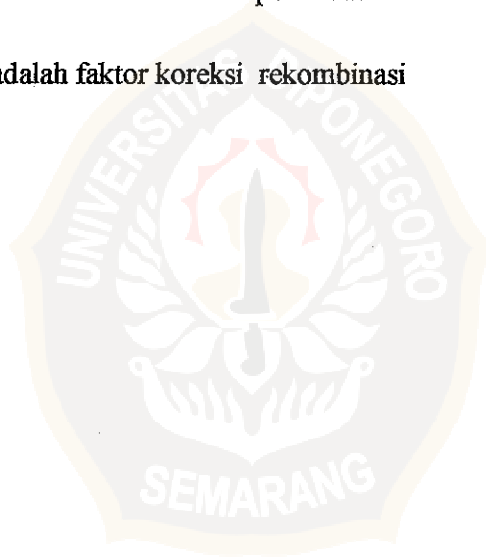 adalah faktor koreksi rekombinasi
UNIVERSITAS DIPONEGORO
SEMARANG